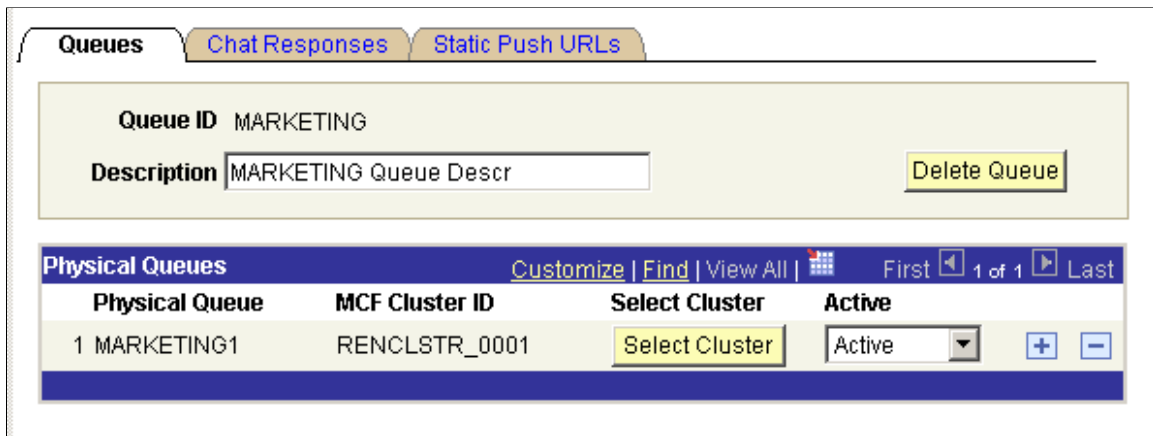 Queues Chat Responses Static Push URLs
Queue ID MARKETING
Description MARKETING Queue Descr Delete Queue
Physical Queues Customize | Find | View All | First 1 of 1 Last
Physical Queue MCF Cluster ID Select Cluster Active
1 MARKETING1 RENCLSTR_0001 Select Cluster Active